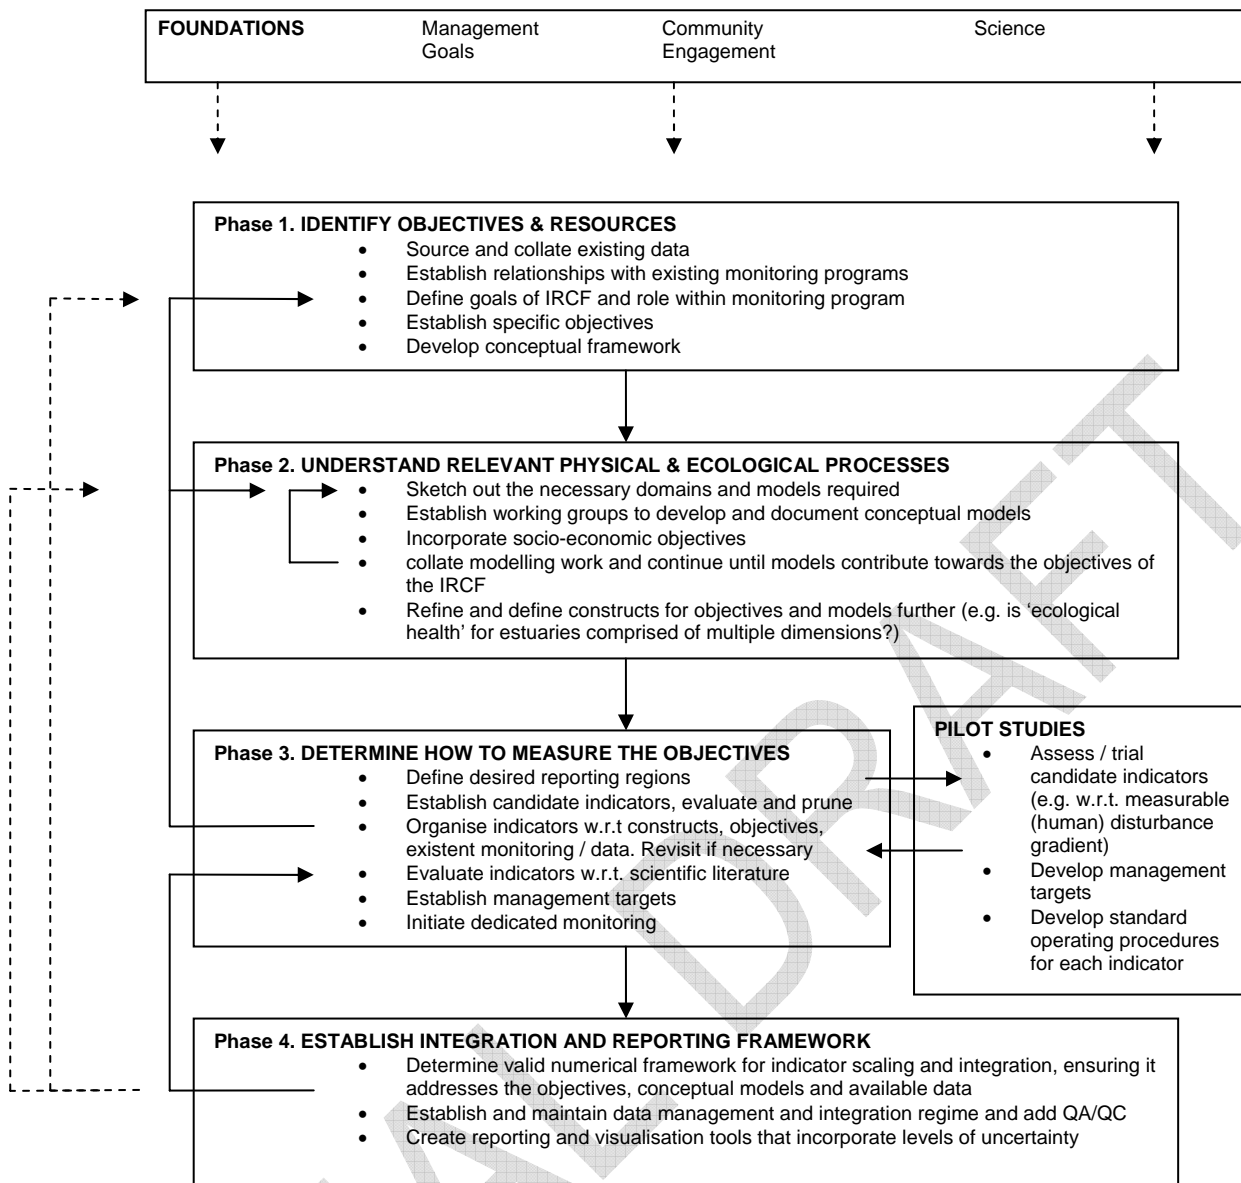 FOUNDATIONS Management Goals Community Engagement Science
Phase 1. IDENTIFY OBJECTIVES & RESOURCES
• Source and collate existing data
• Establish relationships with existing monitoring programs
• Define goals of IRCF and role within monitoring program
• Establish specific objectives
• Develop conceptual framework
Phase 2. UNDERSTAND RELEVANT PHYSICAL & ECOLOGICAL PROCESSES
• Sketch out the necessary domains and models required
• Establish working groups to develop and document conceptual models
• Incorporate socio-economic objectives
• collate modelling work and continue until models contribute towards the objectives of
the IRCF
• Refine and define constructs for objectives and models further (e.g. is ‘ecological
health’ for estuaries comprised of multiple dimensions?)
Phase 3. DETERMINE HOW TO MEASURE THE OBJECTIVES
• Define desired reporting regions
• Establish candidate indicators, evaluate and prune
• Organise indicators w.r.t constructs, objectives,
existent monitoring / data. Revisit if necessary
• Evaluate indicators w.r.t. scientific literature
• Establish management targets
• Initiate dedicated monitoring
PILOT STUDIES
• Assess / trial
candidate indicators
(e.g. w.r.t. measurable
(human) disturbance
gradient)
• Develop management
targets
• Develop standard
operating procedures
for each indicator
Phase 4. ESTABLISH INTEGRATION AND REPORTING FRAMEWORK
• Determine valid numerical framework for indicator scaling and integration, ensuring it
addresses the objectives, conceptual models and available data
• Establish and maintain data management and integration regime and add QA/QC
• Create reporting and visualisation tools that incorporate levels of uncertainty
AL DRAFT